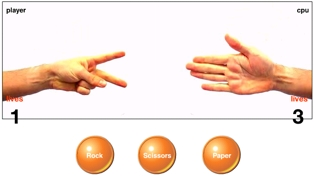 player cpu
lives lives
1 3
Rock Scissors Paper